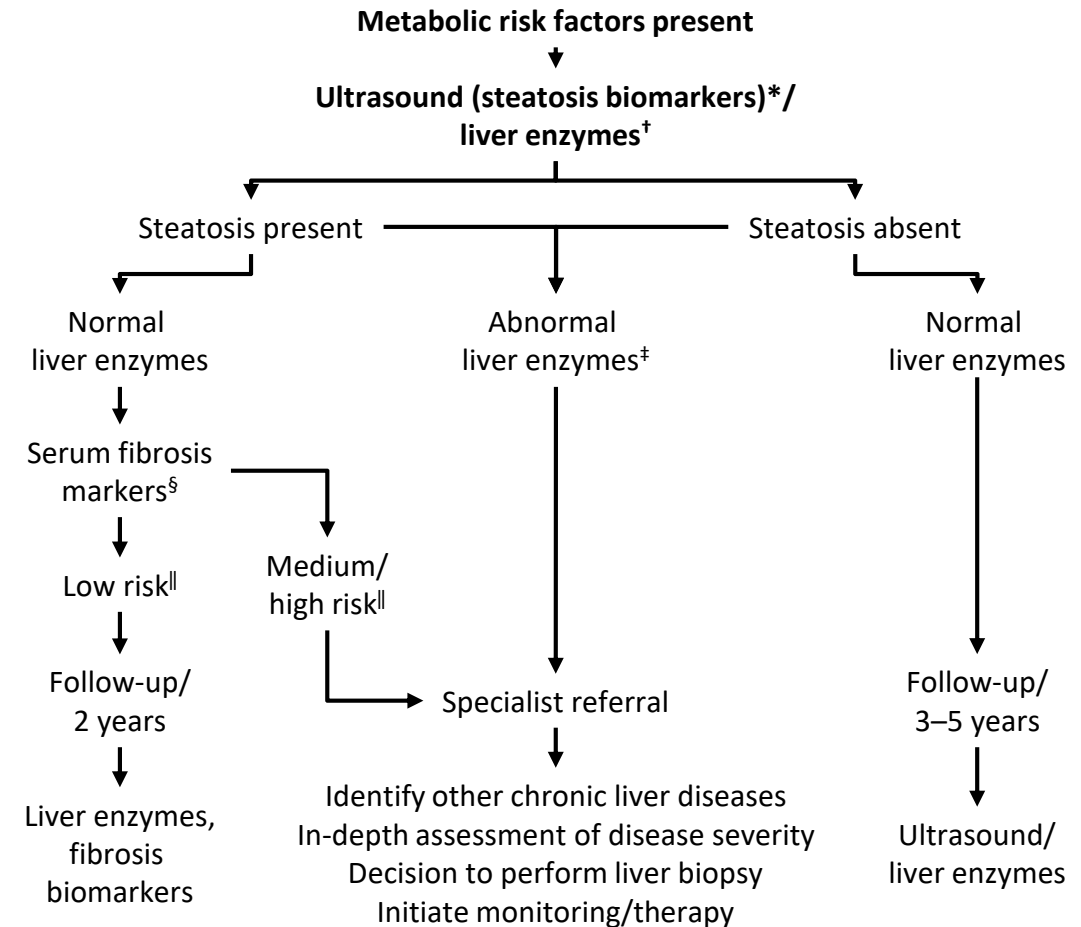 Metabolic risk factors present
Ultrasound (steatosis biomarkers)*/
liver enzymes†
Steatosis present
Steatosis absent
Normal
liver enzymes
Abnormal
liver enzymes‡
Normal
liver enzymes
Serum fibrosis
markers§
Low risk‖
Medium/
high risk‖
Follow-up/
2 years
Specialist referral
Follow-up/
3–5 years
Liver enzymes,
fibrosis
biomarkers
Identify other chronic liver diseases
In-depth assessment of disease severity
Decision to perform liver biopsy
Initiate monitoring/therapy
Ultrasound/
liver enzymes